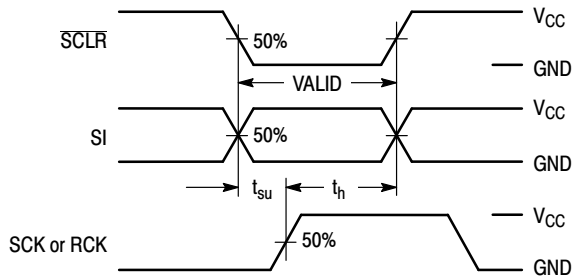 SCLR 50% V_CC
GND
VALID
V_CC
SI 50%
GND
t_su t_h
V_CC
SCK or RCK 50%
GND